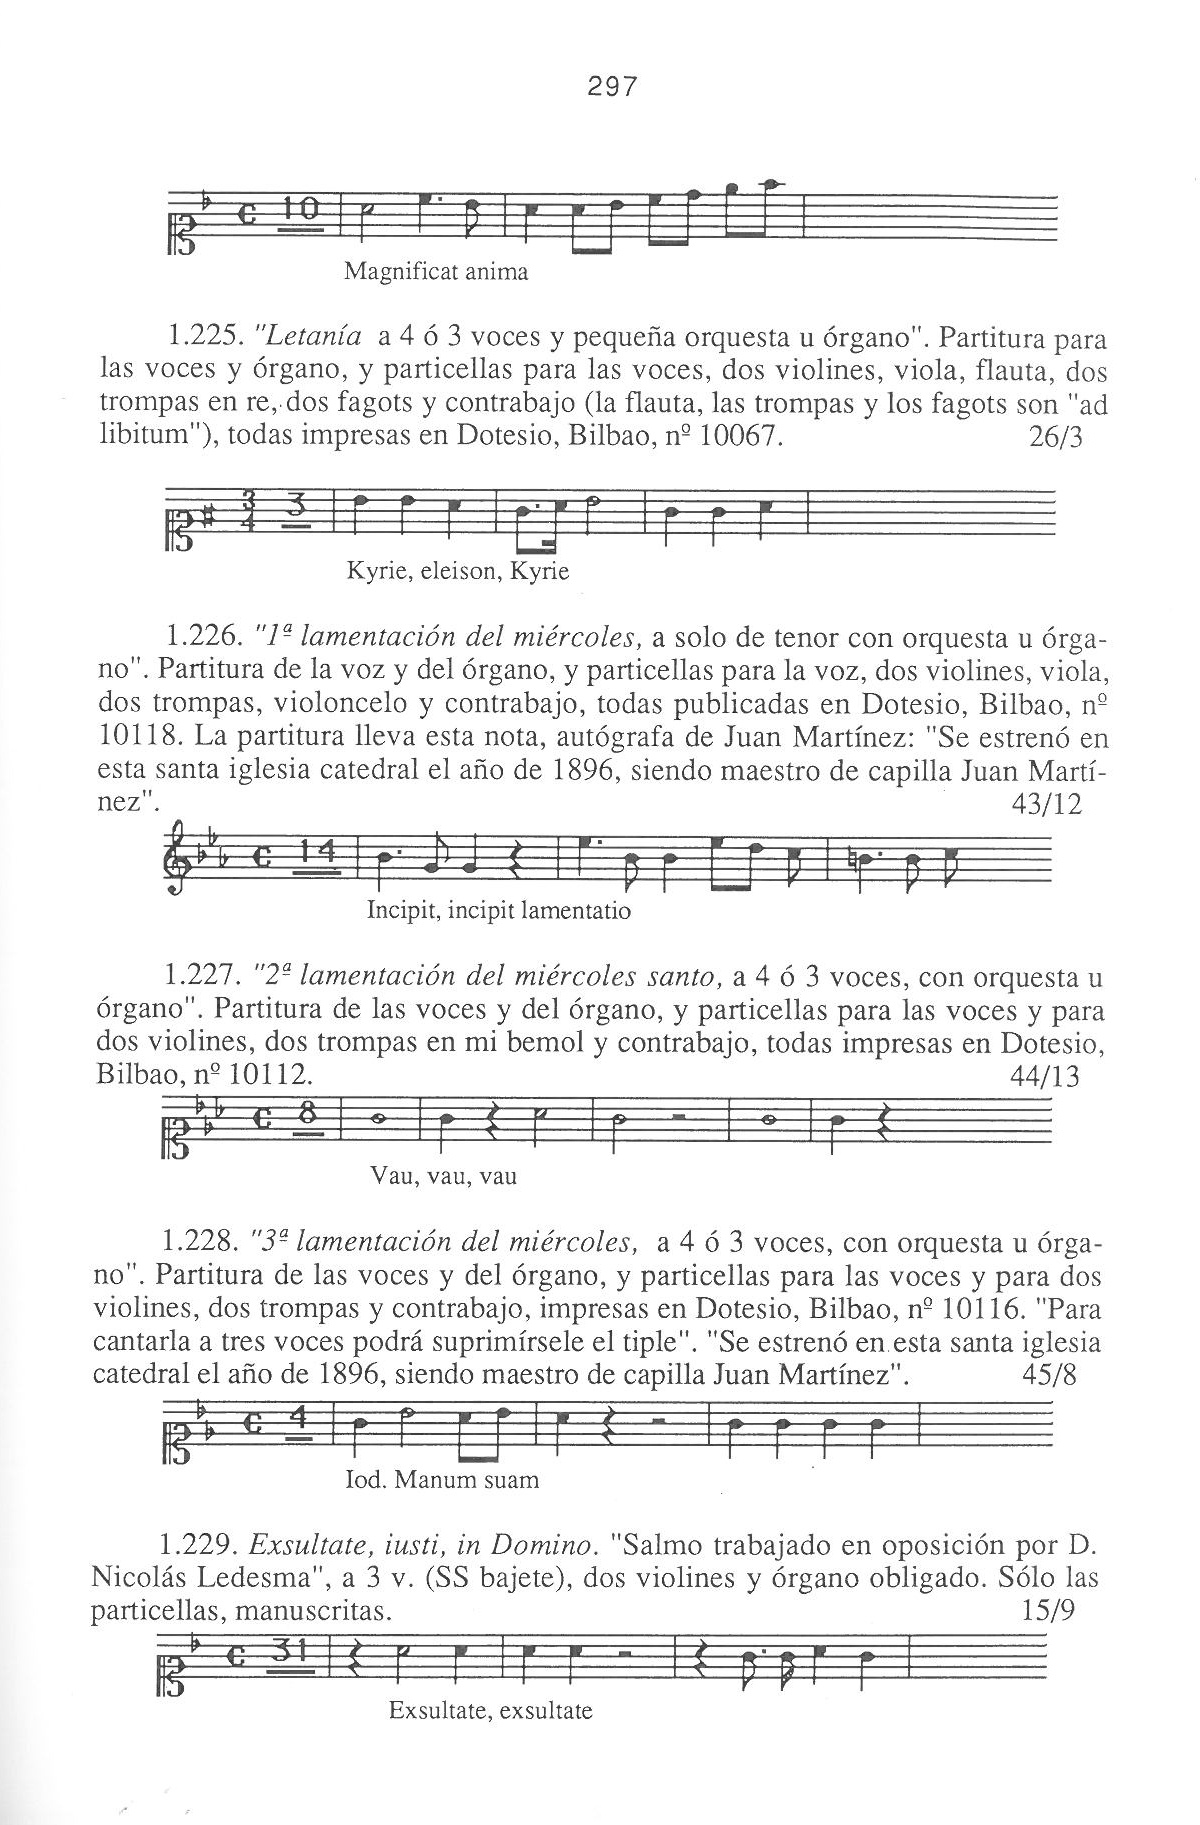 297
10
Magnificat anima
1.225. "Letanía a 4 ó 3 voces y pequeña orquesta u órgano". Partitura para
las voces y órgano, y particellas para las voces, dos violines, viola, flauta, dos
trompas en re, dos fagots y contrabajo (la flauta, las trompas y los fagots son "ad
libitum"), todas impresas en Dotesio, Bilbao, nº 10067. 26/3
3/4 3
Kyrie, eleison, Kyrie
1.226. "1ª lamentación del miércoles, a solo de tenor con orquesta u órga-
no". Partitura de la voz y del órgano, y particellas para la voz, dos violines, viola,
dos trompas, violoncelo y contrabajo, todas publicadas en Dotesio, Bilbao, nº
10118. La partitura lleva esta nota, autógrafa de Juan Martínez: "Se estrenó en
esta santa iglesia catedral el año de 1896, siendo maestro de capilla Juan Martí-
nez". 43/12
14
Incipit, incipit lamentatio
1.227. "2ª lamentación del miércoles santo, a 4 ó 3 voces, con orquesta u
órgano". Partitura de las voces y del órgano, y particellas para las voces y para
dos violines, dos trompas en mi bemol y contrabajo, todas impresas en Dotesio,
Bilbao, nº 10112. 44/13
8
Vau, vau, vau
1.228. "3ª lamentación del miércoles, a 4 ó 3 voces, con orquesta u órga-
no". Partitura de las voces y del órgano, y particellas para las voces y para dos
violines, dos trompas y contrabajo, impresas en Dotesio, Bilbao, nº 10116. "Para
cantarla a tres voces podrá suprimírsele el tiple". "Se estrenó en esta santa iglesia
catedral el año de 1896, siendo maestro de capilla Juan Martínez". 45/8
4
Iod. Manum suam
1.229. Exsultate, iusti, in Domino. "Salmo trabajado en oposición por D.
Nicolás Ledesma", a 3 v. (SS bajete), dos violines y órgano obligado. Sólo las
particellas, manuscritas. 15/9
31
Exsultate, exsultate